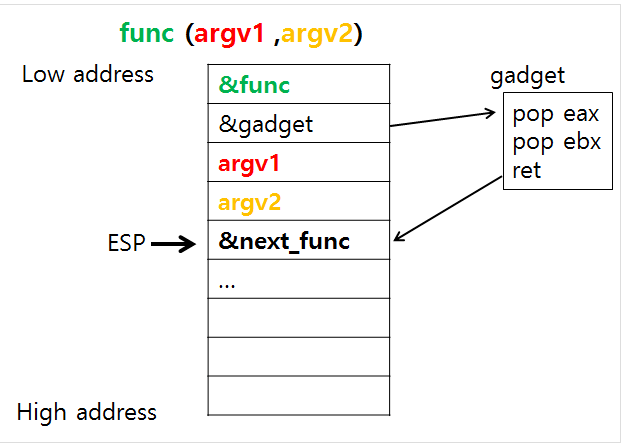 func (argv1 ,argv2)
Low address
&func
&gadget
argv1
argv2
ESP
&next_func
...
High address
gadget
pop eax
pop ebx
ret